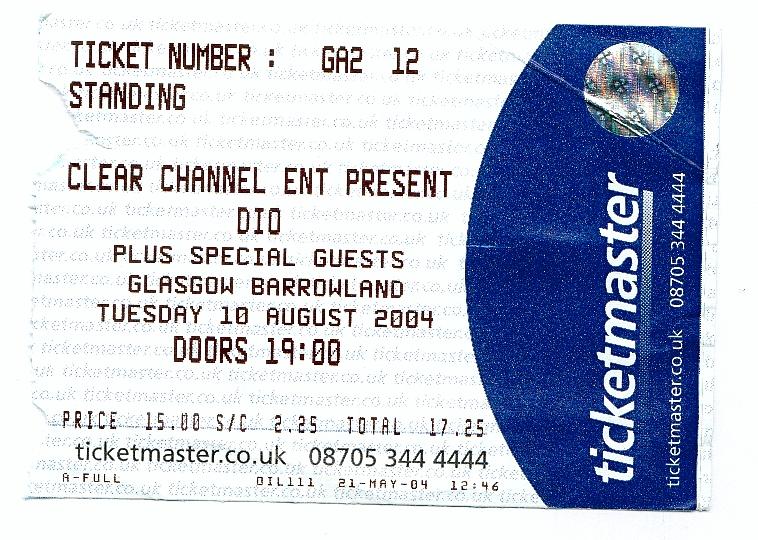 TICKET NUMBER : GA2 12
STANDING
CLEAR CHANNEL ENT PRESENT
DIO
PLUS SPECIAL GUESTS
GLASGOW BARROWLAND
TUESDAY 10 AUGUST 2004
DOORS 19:00
PRICE 15.00 S/C 2.25 TOTAL 17.25
ticketmaster.co.uk 08705 344 4444
A-FULL OIL111 21-MAY-04 12:46
ticketmaster
ticketmaster.co.uk 08705 344 4444